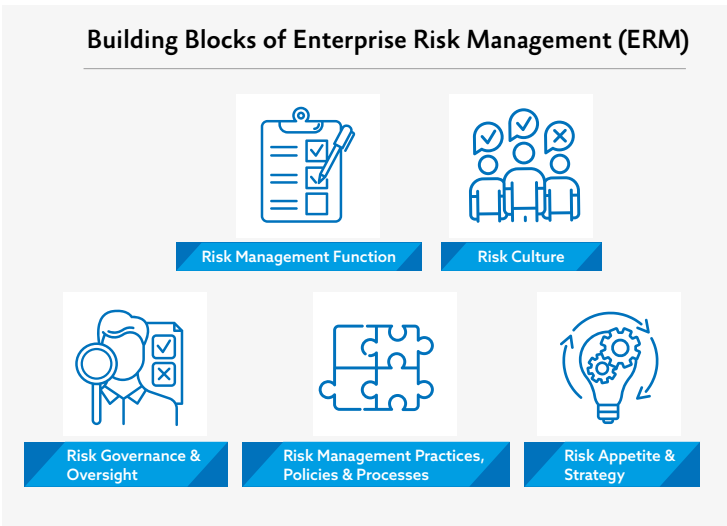 Building Blocks of Enterprise Risk Management (ERM)
Risk Management Function
Risk Culture
Risk Governance &
Oversight
Risk Management Practices,
Policies & Processes
Risk Appetite &
Strategy